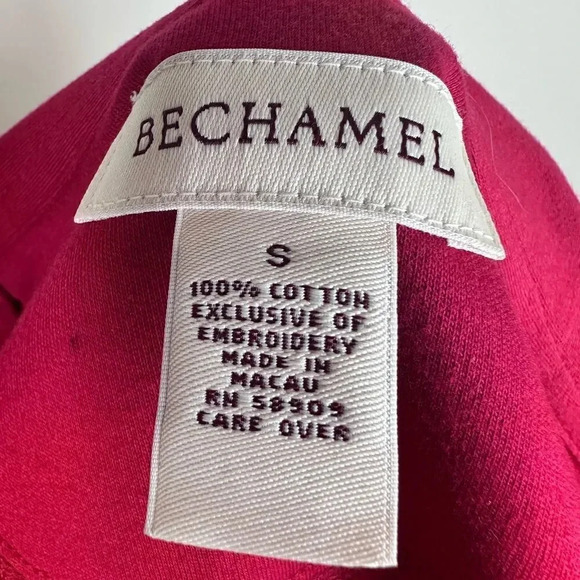 BECHAMEL
S
100% COTTON
EXCLUSIVE OF
EMBROIDERY
MADE IN
MACAU
RN 58909
CARE OVER